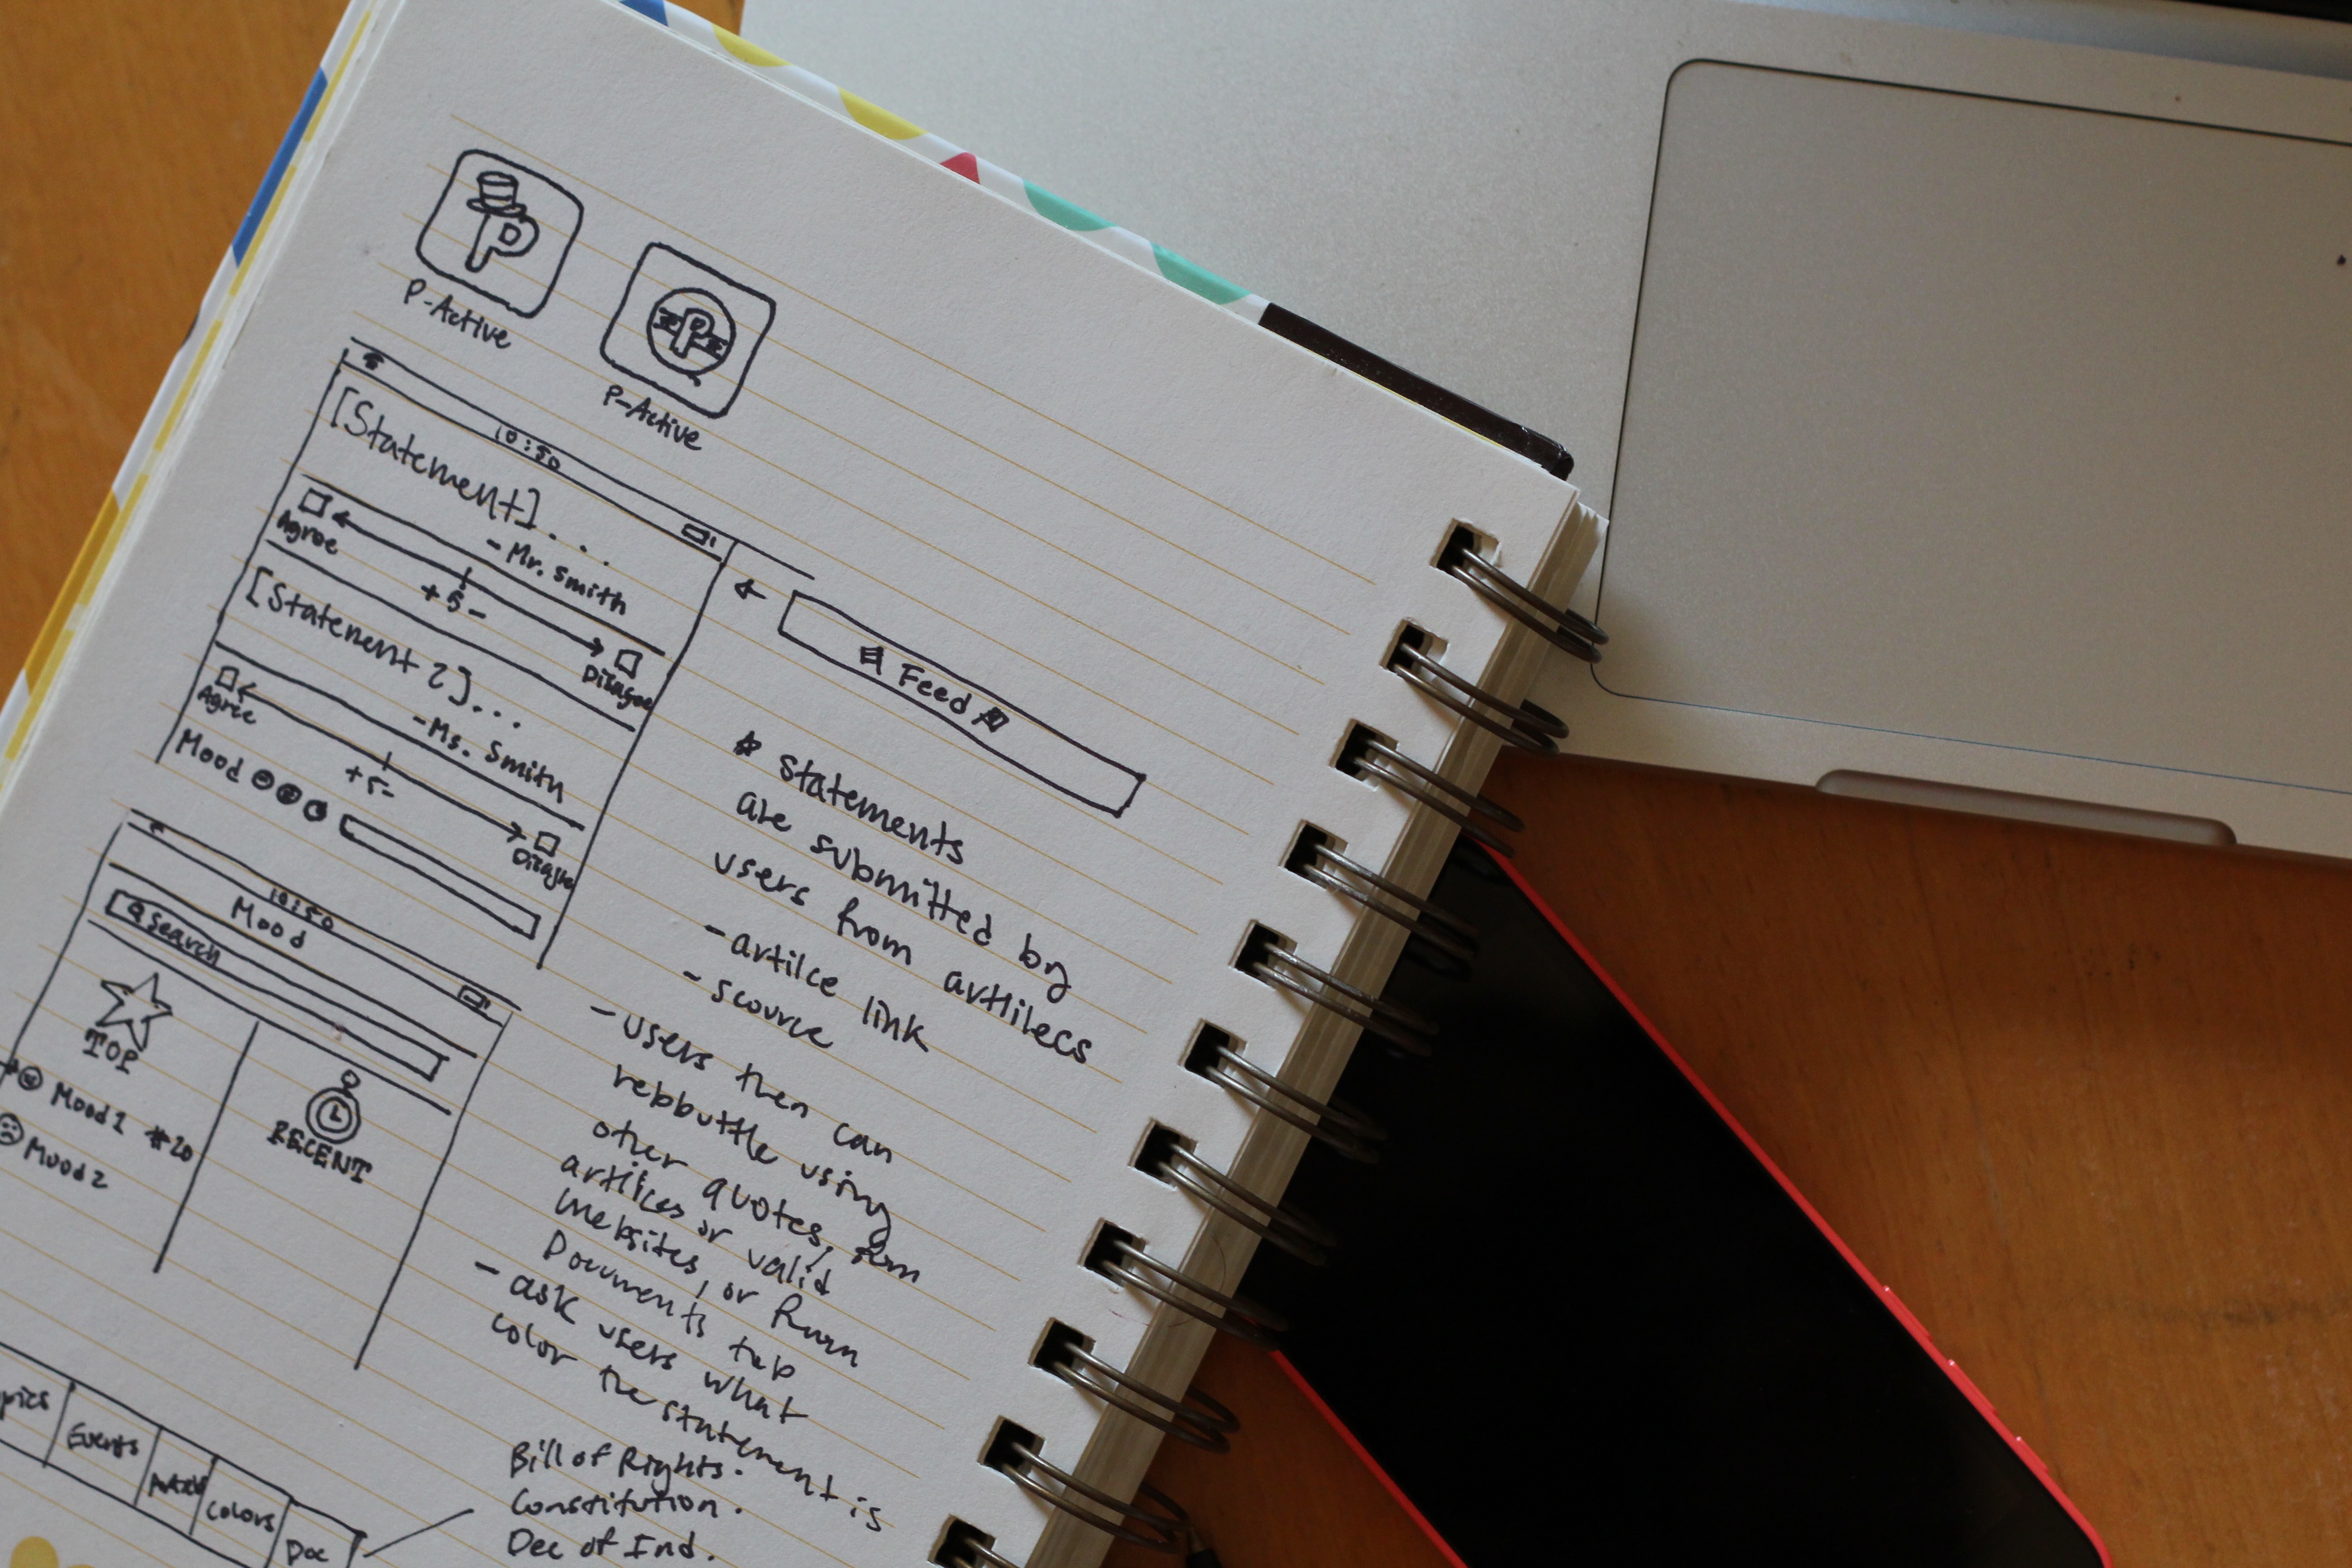 P
P-Active
P
P-Active
10:50
[Statement]...
- Mr. Smith
Agree
+5-
Disagree
[Statement 2]...
- Ms. Smith
Agree
+5-
Disagre
Mood
← Feed
* statements
are submitted by
users from arttilecs
- artilce link
- scource
- users then can
rebbuttle using
other quotes, from
artilces or valid
websites, or from
Documents tab
- ask users what
color the statement is
10:50
Mood
Search
TOP
RECENT
Mood 1 #20
Mood 2
pics
Events
Colors
Doc
Bill of Rights.
Constitution.
Dec of Ind.